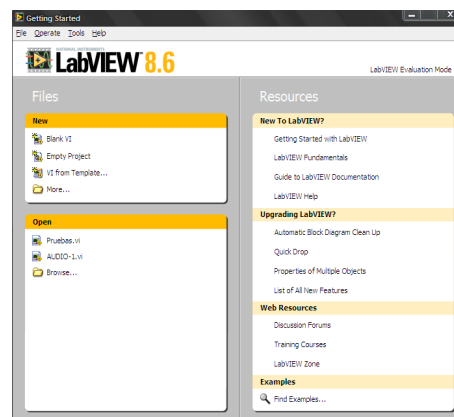 Getting Started
File Operate Tools Help
NATIONAL INSTRUMENTS
LabVIEW 8.6
LabVIEW Evaluation Mode
Files
New
Blank VI
Empty Project
VI from Template...
More...
Open
Pruebas.vi
AUDIO-1.vi
Browse...
Resources
New To LabVIEW?
Getting Started with LabVIEW
LabVIEW Fundamentals
Guide to LabVIEW Documentation
LabVIEW Help
Upgrading LabVIEW?
Automatic Block Diagram Clean Up
Quick Drop
Properties of Multiple Objects
List of All New Features
Web Resources
Discussion Forums
Training Courses
LabVIEW Zone
Examples
Find Examples...